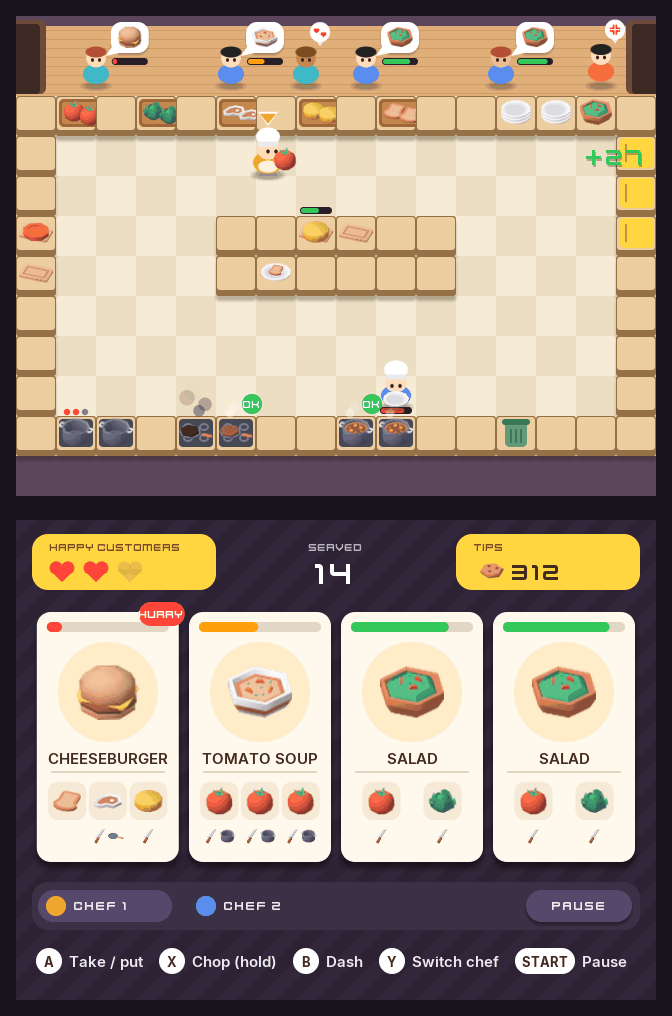 +27
OK
OK
HAPPY CUSTOMERS
SERVED
14
TIPS
312
HURRY
CHEESEBURGER
TOMATO SOUP
SALAD
SALAD
CHEF 1
CHEF 2
PAUSE
A Take / put
X Chop (hold)
B Dash
Y Switch chef
START Pause